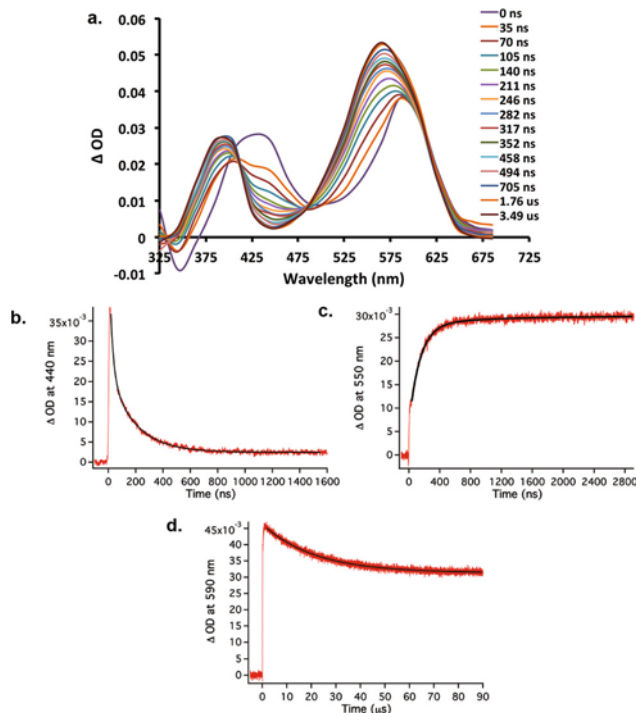 a.
0.06
0.05
0.04
0.03
0.02
0.01
0
-0.01
Δ OD
325 375 425 475 525 575 625 675 725
Wavelength (nm)
0 ns
35 ns
70 ns
105 ns
140 ns
211 ns
246 ns
282 ns
317 ns
352 ns
458 ns
494 ns
705 ns
1.76 us
3.49 us
b.
35x10⁻³
30
25
20
15
10
5
0
Δ OD at 440 nm
0 200 400 600 800 1000 1200 1400 1600
Time (ns)
c.
30x10⁻³
25
20
15
10
5
0
Δ OD at 550 nm
0 400 800 1200 1600 2000 2400 2800
Time (ns)
d.
45x10⁻³
40
35
30
25
20
15
10
5
0
Δ OD at 590 nm
0 10 20 30 40 50 60 70 80 90
Time (μs)